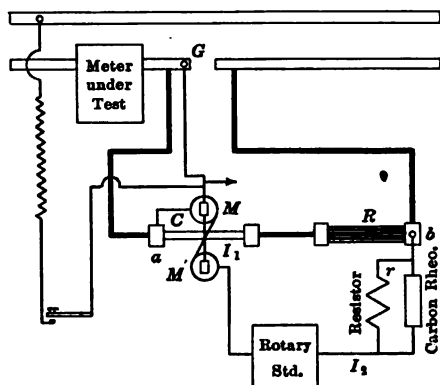 G
Meter
under
Test
C
M
R
a
I₁
b
M'
r
Resistor
Carbon Rheo.
Rotary
Std.
I₂